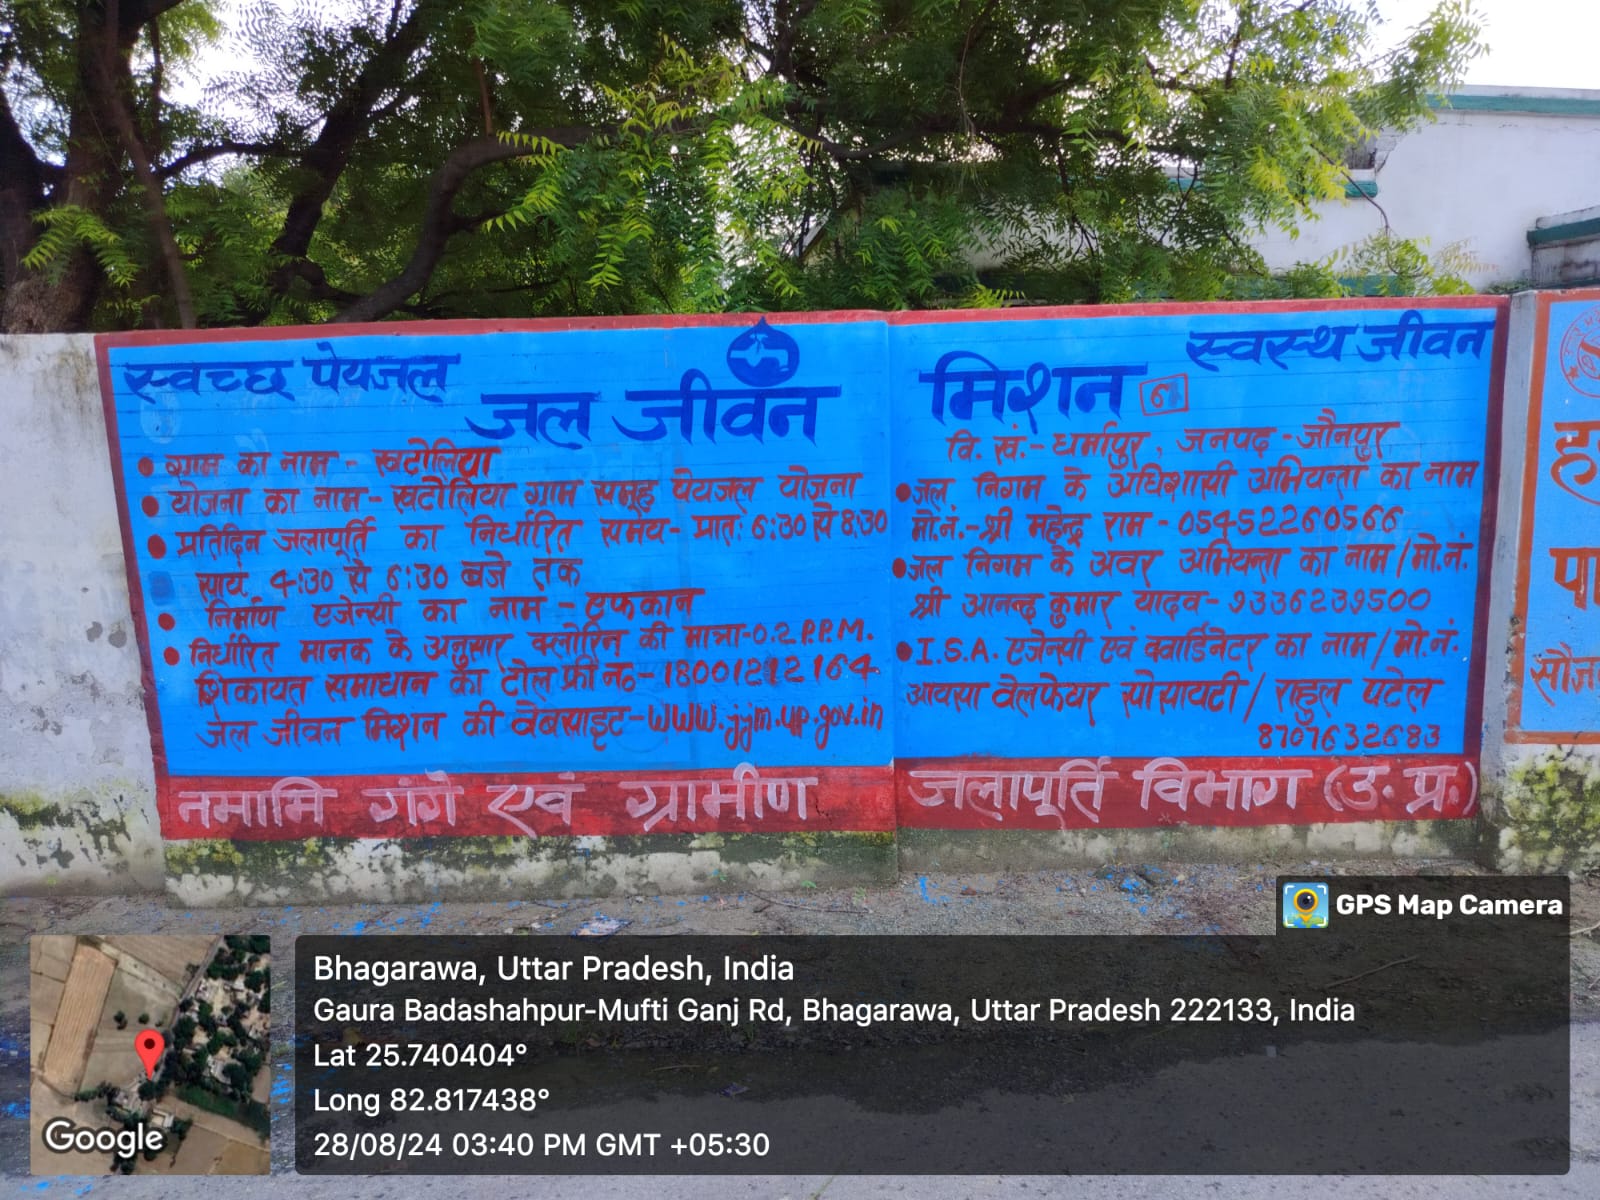 स्वच्छ पेयजल
स्वस्थ जीवन
जल जीवन मिशन
वि. खं.- धर्मापुर, जनपद - जौनपुर
ग्राम का नाम - खटोलिया
योजना का नाम - खटोलिया ग्राम समूह पेयजल योजना
प्रतिदिन जलापूर्ति का निर्धारित समय - प्रातः 6:30 से 8:30
सायं 4:30 से 6:30 बजे तक
निर्माण एजेन्सी का नाम - एफकान
निर्धारित मानक के अनुसार क्लोरिन की मात्रा-0.2 P.P.M.
शिकायत समाधान का टोल फ्री न०-18001212164
जल जीवन मिशन की वेबसाइट-www.jjm.up.gov.in
जल निगम के अधिशासी अभियन्ता का नाम
मो.नं.-श्री महेन्द्र राम - 05452260566
जल निगम के अवर अभियन्ता का नाम/मो.नं.
श्री आनन्द कुमार यादव-9336239500
I.S.A. एजेन्सी एवं क्वार्डिनेटर का नाम/मो.नं.
आयसा वैलफेयर सोसायटी/राहुल पटेल
8707632683
नमामि गंगे एवं ग्रामीण जलापूर्ति विभाग (उ.प्र.)
GPS Map Camera
Bhagarawa, Uttar Pradesh, India
Gaura Badashahpur-Mufti Ganj Rd, Bhagarawa, Uttar Pradesh 222133, India
Lat 25.740404°
Long 82.817438°
28/08/24 03:40 PM GMT +05:30
Google